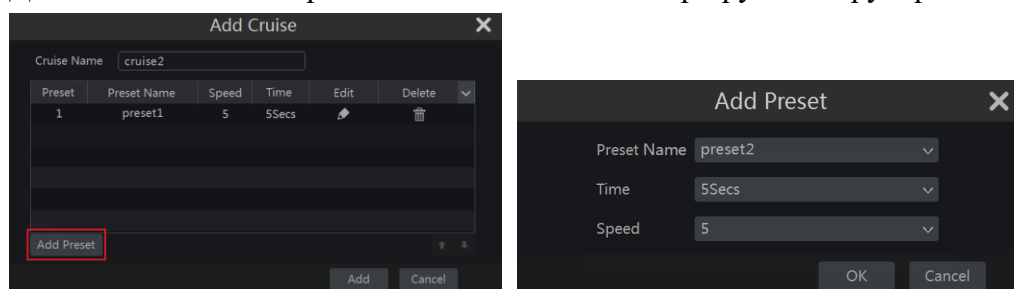 Add Cruise
Cruise Name cruise2
Preset Preset Name Speed Time Edit Delete
1 preset1 5 5Secs
Add Preset
Add Cancel
Add Preset
Preset Name preset2
Time 5Secs
Speed 5
OK Cancel